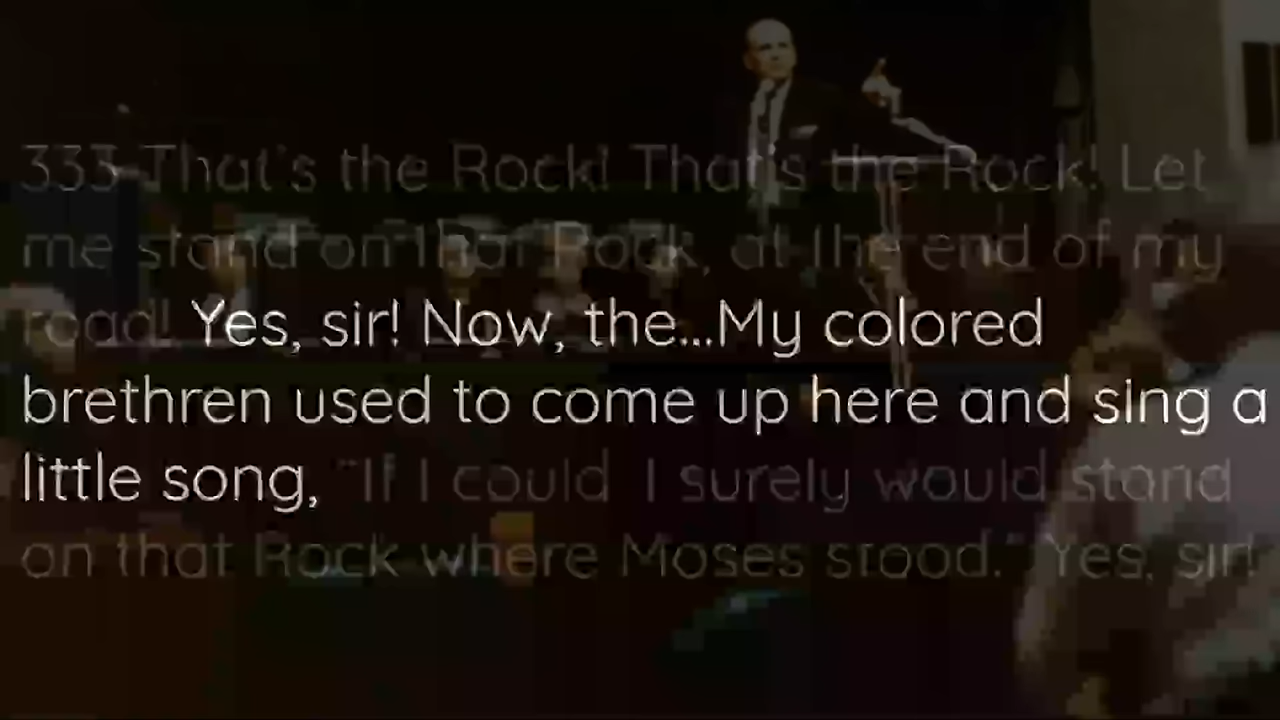 333 That's the Rock! That's the Rock! Let
me stand on that Rock, at the end of my
road! Yes, sir! Now, the...My colored
brethren used to come up here and sing a
little song, "If I could I surely would stand
on that Rock where Moses stood." Yes, sir!